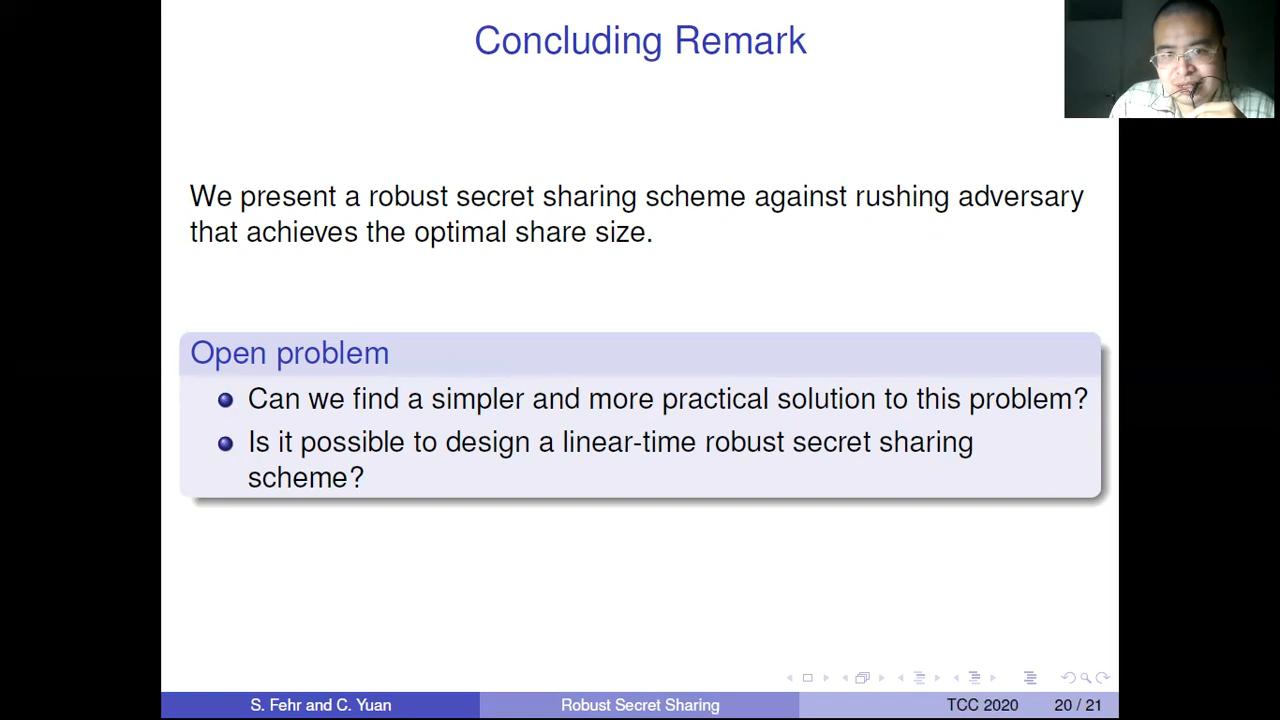 Concluding Remark
We present a robust secret sharing scheme against rushing adversary
that achieves the optimal share size.
Open problem
Can we find a simpler and more practical solution to this problem?
Is it possible to design a linear-time robust secret sharing
scheme?
S. Fehr and C. Yuan
Robust Secret Sharing
TCC 2020
20 / 21